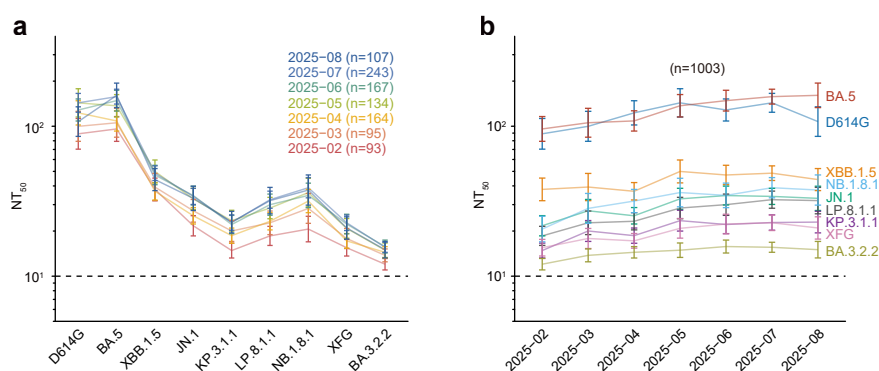 a
NT50
10²
10¹
2025−08 (n=107)
2025−07 (n=243)
2025−06 (n=167)
2025−05 (n=134)
2025−04 (n=164)
2025−03 (n=95)
2025−02 (n=93)
D614G
BA.5
XBB.1.5
JN.1
KP.3.1.1
LP.8.1.1
NB.1.8.1
XFG
BA.3.2.2
b
NT50
10²
10¹
(n=1003)
BA.5
D614G
XBB.1.5
NB.1.8.1
JN.1
LP.8.1.1
KP.3.1.1
XFG
BA.3.2.2
2025−02
2025−03
2025−04
2025−05
2025−06
2025−07
2025−08